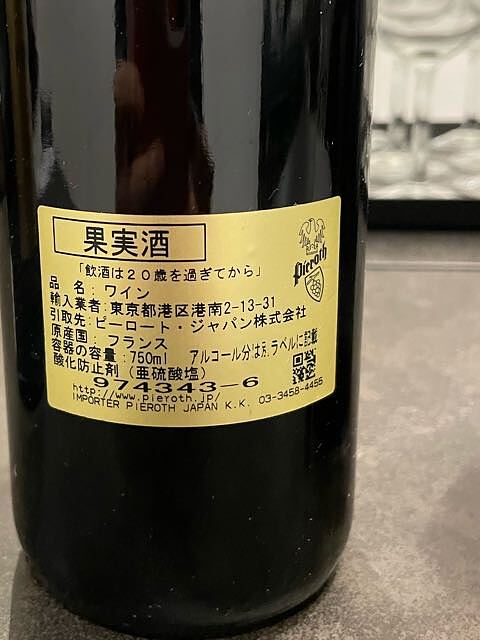 果実酒
「飲酒は20歳を過ぎてから」
Pieroth
品 名：ワイン
輸入業者：東京都港区港南2-13-31
引取先：ピーロート・ジャパン株式会社
原産国：フランス
容器の容量：750ml アルコール分は別ラベルに記載
酸化防止剤（亜硫酸塩）
974343-6
http://www.pieroth.jp/
IMPORTER PIEROTH JAPAN K.K. 03-3458-4455